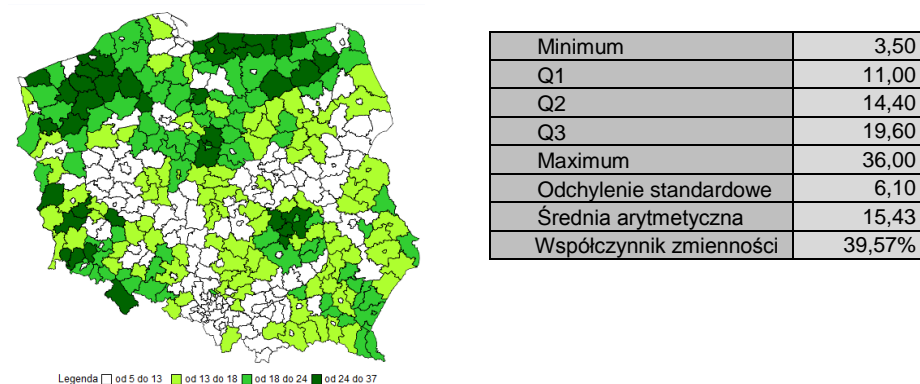 Minimum 3,50
Q1 11,00
Q2 14,40
Q3 19,60
Maximum 36,00
Odchylenie standardowe 6,10
Średnia arytmetyczna 15,43
Współczynnik zmienności 39,57%
Legenda od 5 do 13 od 13 do 18 od 18 do 24 od 24 do 37